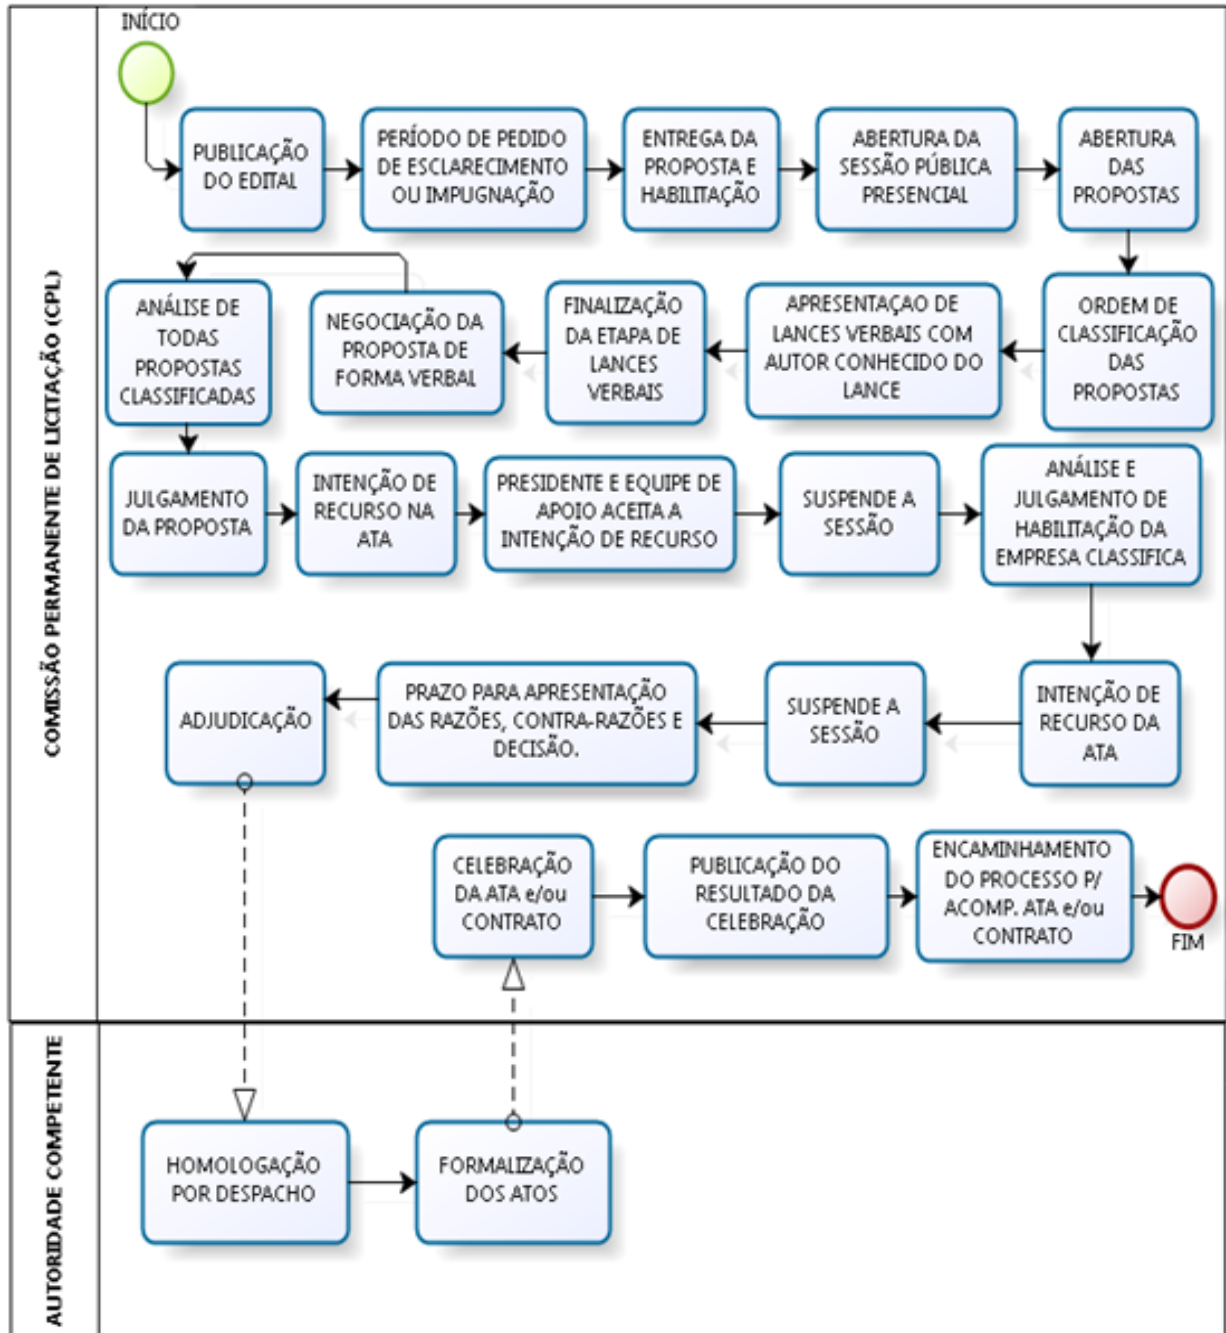 INÍCIO
PUBLICAÇÃO
DO EDITAL
PERÍODO DE PEDIDO
DE ESCLARECIMENTO
OU IMPUGNAÇÃO
ENTREGA DA
PROPOSTA E
HABILITAÇÃO
ABERTURA DA
SESSÃO PÚBLICA
PRESENCIAL
ABERTURA
DAS
PROPOSTAS
ORDEM DE
CLASSIFICAÇÃO
DAS
PROPOSTAS
APRESENTAÇAO DE
LANCES VERBAIS COM
AUTOR CONHECIDO DO
LANCE
FINALIZAÇÃO
DA ETAPA DE
LANCES
VERBAIS
NEGOCIAÇÃO DA
PROPOSTA DE
FORMA VERBAL
ANÁLISE DE
TODAS
PROPOSTAS
CLASSIFICADAS
JULGAMENTO
DA PROPOSTA
INTENÇÃO DE
RECURSO NA
ATA
PRESIDENTE E EQUIPE DE
APOIO ACEITA A
INTENÇÃO DE RECURSO
SUSPENDE A
SESSÃO
ANÁLISE E
JULGAMENTO DE
HABILITAÇÃO DA
EMPRESA CLASSIFICA
INTENÇÃO DE
RECURSO DA
ATA
SUSPENDE A
SESSÃO
PRAZO PARA APRESENTAÇÃO
DAS RAZÕES, CONTRA-RAZÕES E
DECISÃO.
ADJUDICAÇÃO
CELEBRAÇÃO
DA ATA e/ou
CONTRATO
PUBLICAÇÃO DO
RESULTADO DA
CELEBRAÇÃO
ENCAMINHAMENTO
DO PROCESSO P/
ACOMP. ATA e/ou
CONTRATO
FIM
COMISSÃO PERMANENTE DE LICITAÇÃO (CPL)
HOMOLOGAÇÃO
POR DESPACHO
FORMALIZAÇÃO
DOS ATOS
AUTORIDADE COMPETENTE